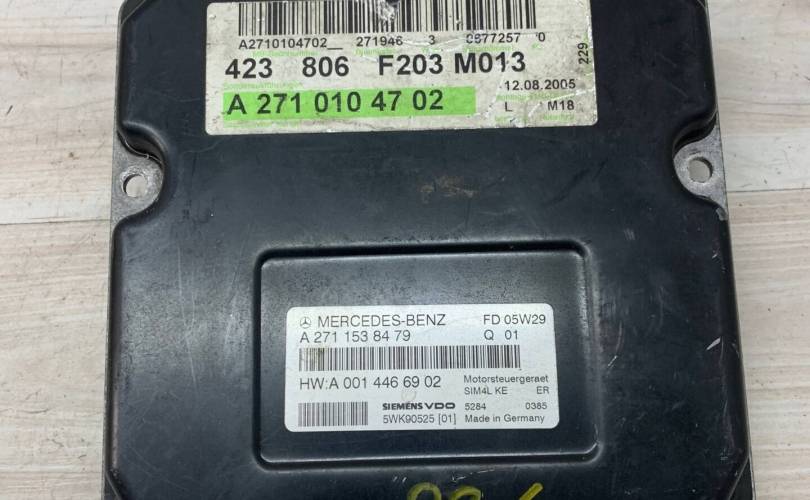 A2710104702__ 271946 3 0877257 0
423 806 F203 M013
229
12.08.2005
A 271 010 47 02
L M18
MERCEDES-BENZ FD 05W29
A 271 153 84 79 Q 01
HW:A 001 446 69 02 Motorsteuergeraet
SIM4L KE ER
SIEMENS VDO 5284 0385
5WK90525 [01] Made in Germany